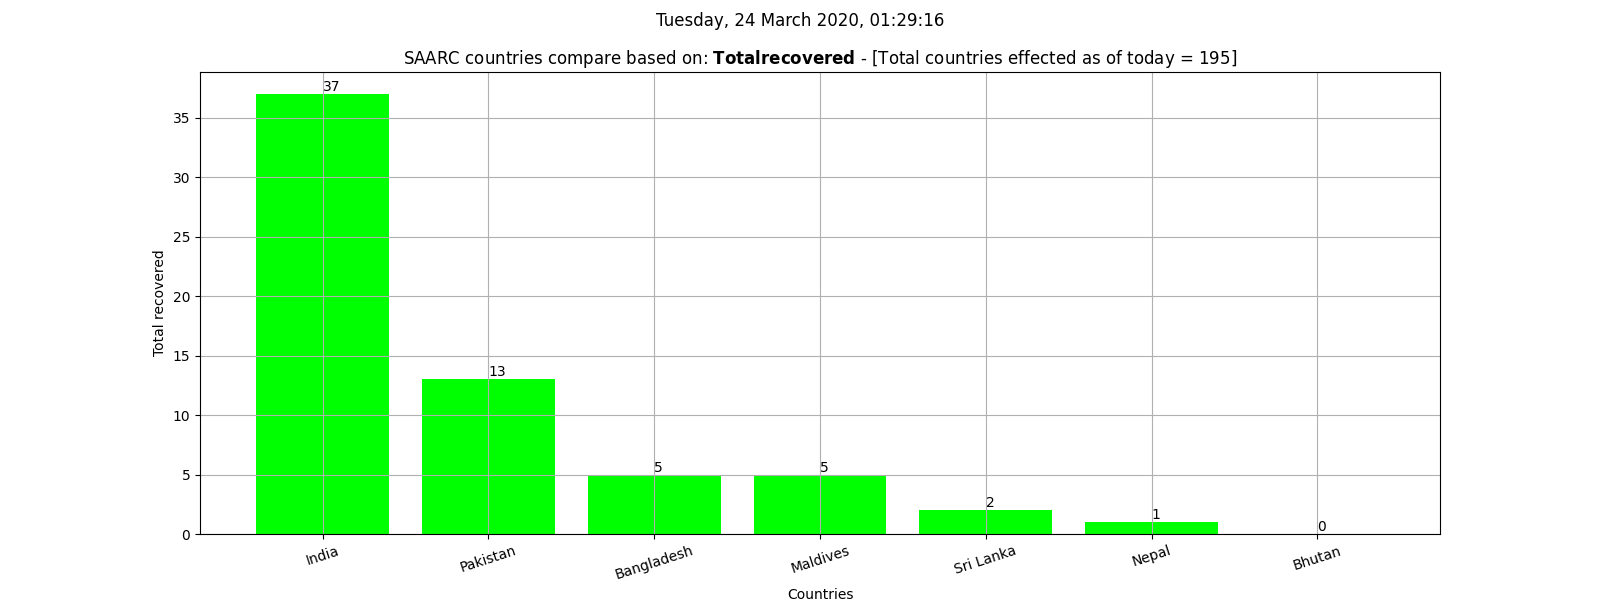 Tuesday, 24 March 2020, 01:29:16
SAARC countries compare based on: Totalrecovered - [Total countries effected as of today = 195]
37
35
30
25
20
15
10
5
0
Total recovered
13
5
5
2
1
0
India
Pakistan
Bangladesh
Maldives
Sri Lanka
Nepal
Bhutan
Countries